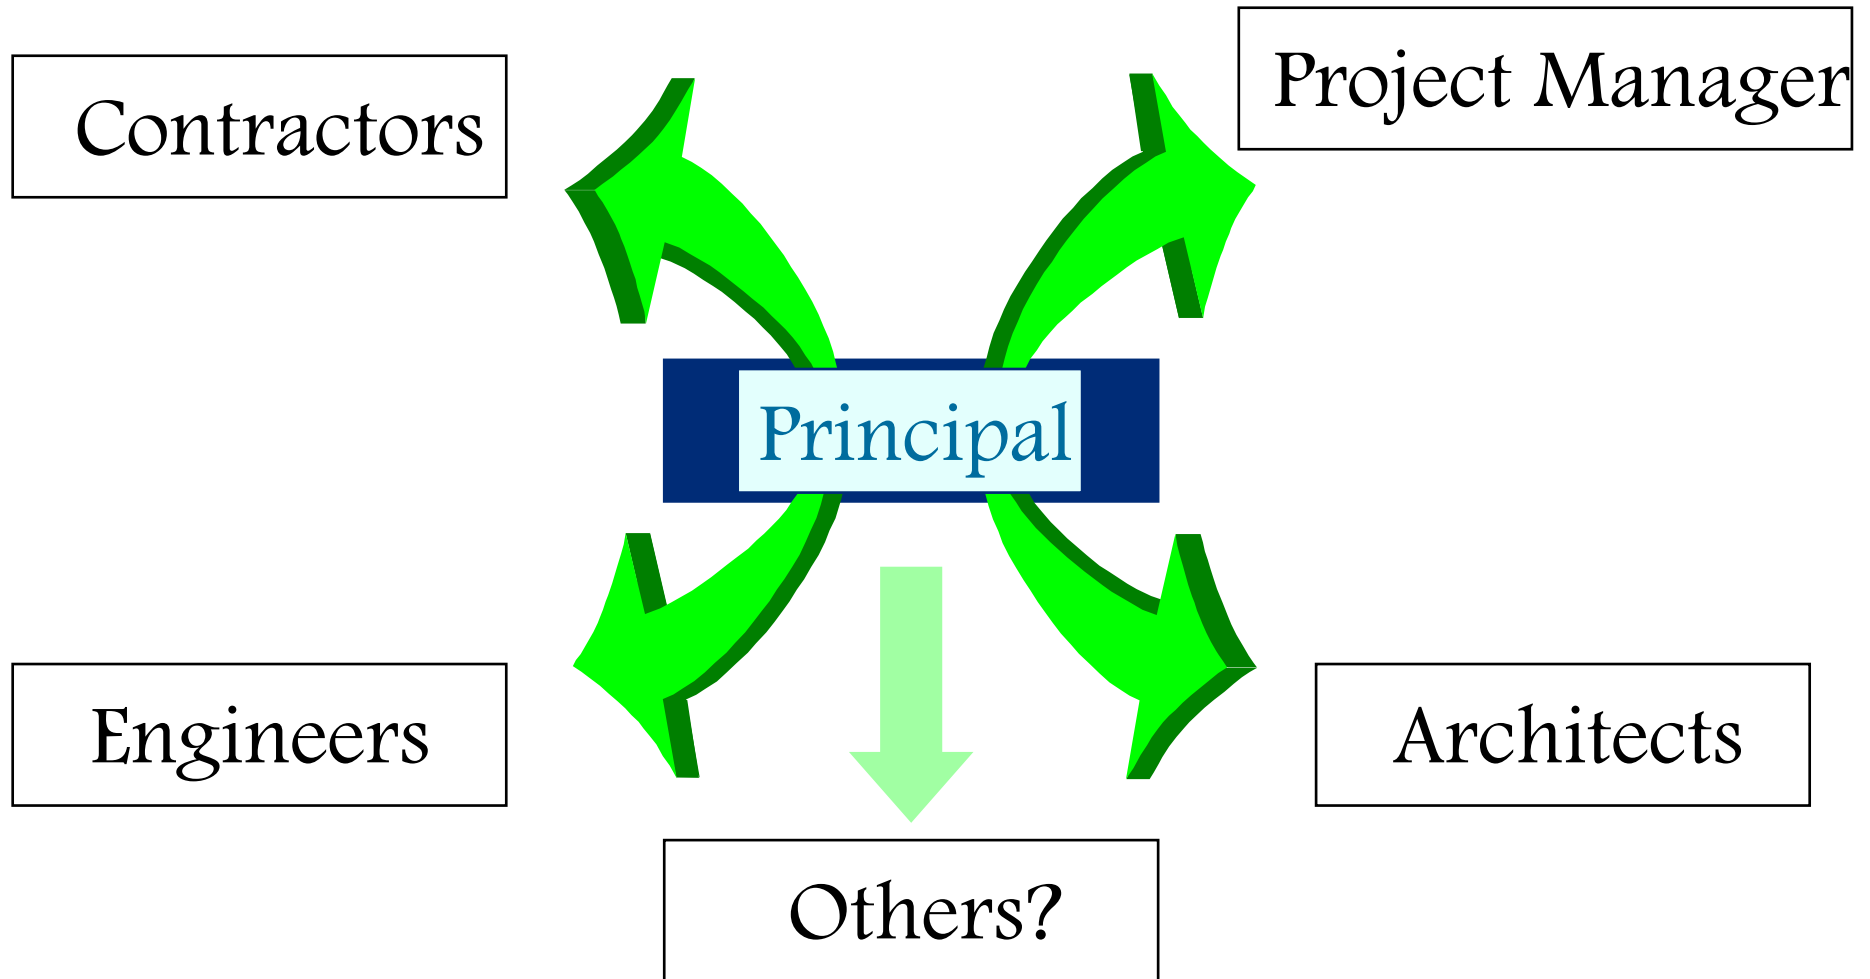 Contractors
Project Manager
Principal
Engineers
Architects
Others?